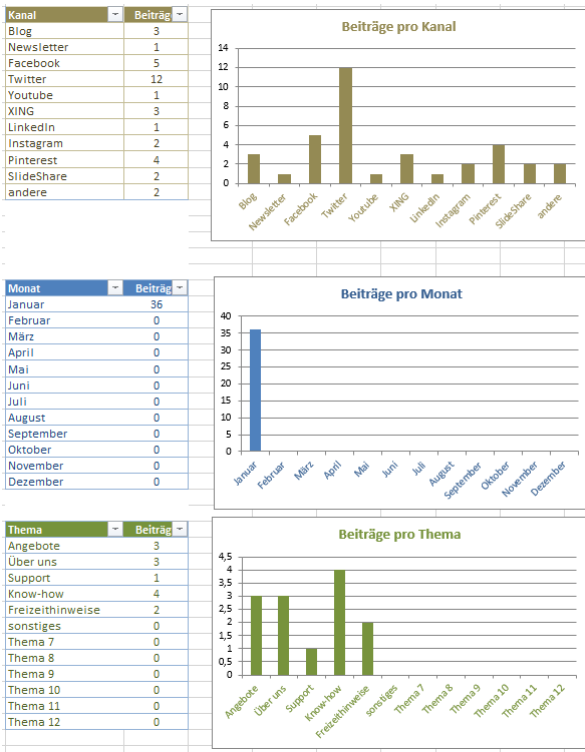 Kanal Beiträg
Blog 3
Newsletter 1
Facebook 5
Twitter 12
Youtube 1
XING 3
LinkedIn 1
Instagram 2
Pinterest 4
SlideShare 2
andere 2
Beiträge pro Kanal
14
12
10
8
6
4
2
0
Blog Newsletter Facebook Twitter Youtube XING LinkedIn Instagram Pinterest SlideShare andere
Monat Beiträg
Januar 36
Februar 0
März 0
April 0
Mai 0
Juni 0
Juli 0
August 0
September 0
Oktober 0
November 0
Dezember 0
Beiträge pro Monat
40
35
30
25
20
15
10
5
0
Januar Februar März April Mai Juni Juli August September Oktober November Dezember
Thema Beiträg
Angebote 3
Über uns 3
Support 1
Know-how 4
Freizeithinweise 2
sonstiges 0
Thema 7 0
Thema 8 0
Thema 9 0
Thema 10 0
Thema 11 0
Thema 12 0
Beiträge pro Thema
4,5
4
3,5
3
2,5
2
1,5
1
0,5
0
Angebote Über uns Support Know-how Freizeithinweise sonstiges Thema 7 Thema 8 Thema 9 Thema 10 Thema 11 Thema 12